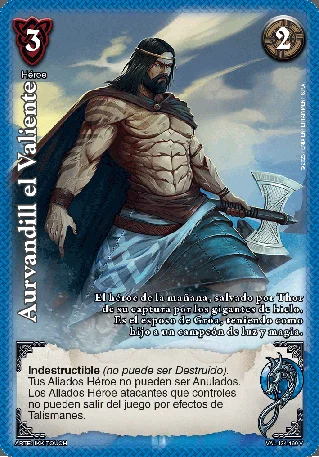 3
2
Héroe
Aurvandill el Valiente
El héroe de la mañana, salvado por Thor
de su captura por los gigantes de hielo.
Es el esposo de Gróa, teniendo como
hijo a un campeón de luz y magia.
Indestructible (no puede ser Destruido).
Tus Aliados Héroe no pueden ser Anulados.
Los Aliados Héroe atacantes que controles
no pueden salir del juego por efectos de
Talismanes.